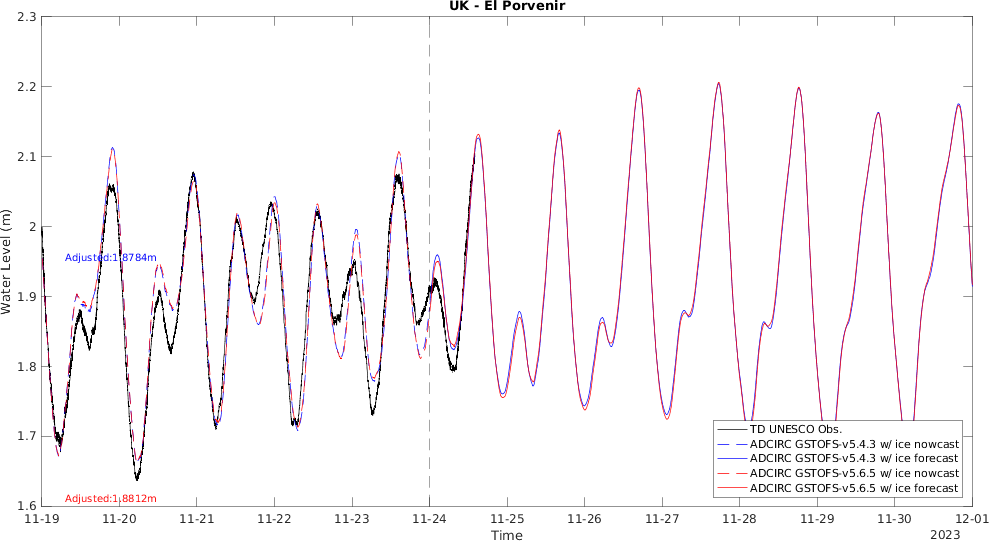 UK - El Porvenir
2.3
2.2
2.1
2
1.9
1.8
1.7
1.6
Water Level (m)
Adjusted:1.8784m
Adjusted:1.8812m
TD UNESCO Obs.
ADCIRC GSTOFS-v5.4.3 w/ ice nowcast
ADCIRC GSTOFS-v5.4.3 w/ ice forecast
ADCIRC GSTOFS-v5.6.5 w/ ice nowcast
ADCIRC GSTOFS-v5.6.5 w/ ice forecast
11-19 11-20 11-21 11-22 11-23 11-24 11-25 11-26 11-27 11-28 11-29 11-30 12-01
Time
2023